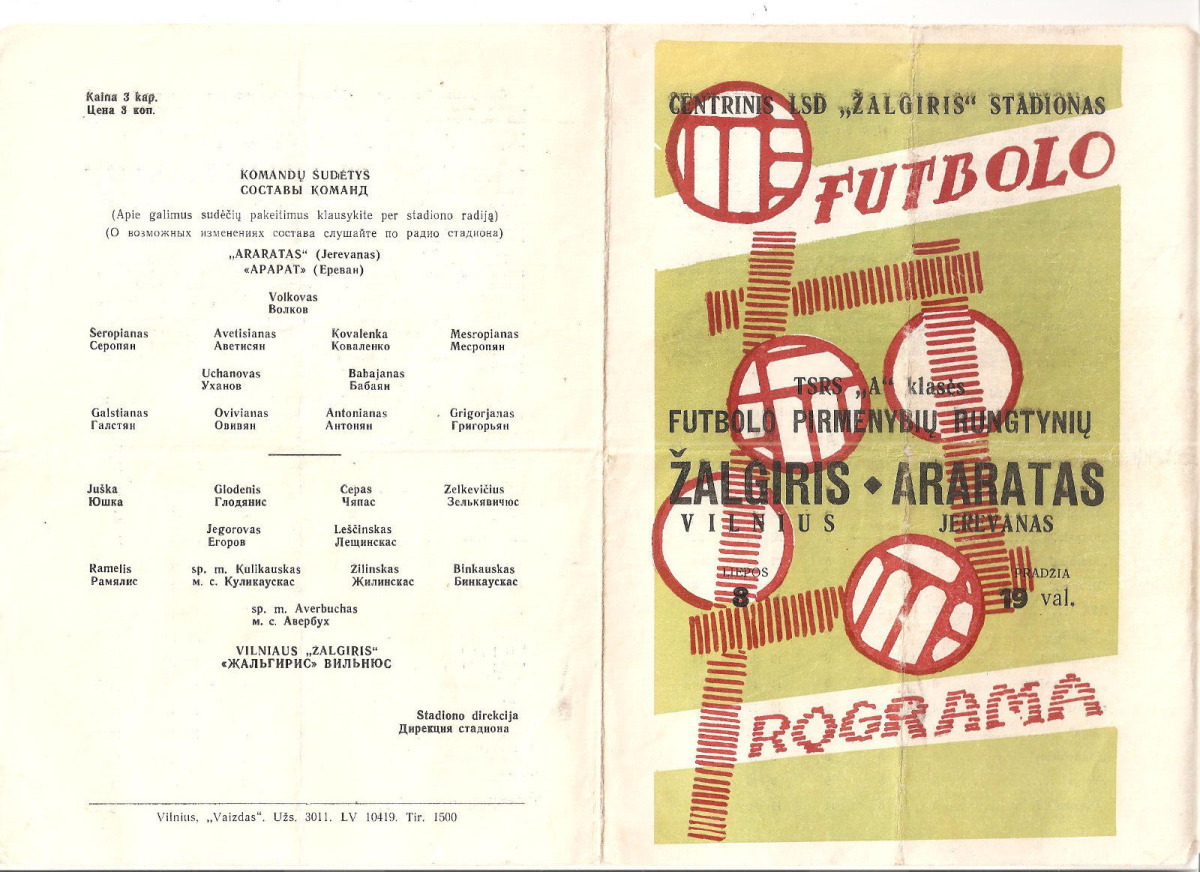 Kaina 3 kap.
Цена 3 коп.
KOMANDŲ SUDĖTYS
СОСТАВЫ КОМАНД
(Apie galimus sudėčių pakeitimus klausykite per stadiono radiją)
(О возможных изменениях состава слушайте по радио стадиона)
„ARARATAS“ (Jerevanas)
«АРАРАТ» (Ереван)
Volkovas
Волков
Seropianas Avetisianas Kovalenka Mesropianas
Серопян Аветисян Коваленко Месропян
Uchanovas Babajanas
Уханов Бабаян
Galstianas Ovivianas Antonianas Grigorjanas
Галстян Овивян Антонян Григорьян
Juška Glodenis Čepas Zelkevičius
Юшка Глодянис Чяпас Зелькявичюс
Jegorovas Leščinskas
Егоров Лещинскас
Ramelis sp. m. Kulikauskas Žilinskas Binkauskas
Рамялис м. с. Куликаускас Жилинскас Бинкаускас
sp. m. Averbuchas
м. с. Авербух
VILNIAUS „ŽALGIRIS“
«ЖАЛЬГИРИС» ВИЛЬНЮС
Stadiono direkcija
Дирекция стадиона
Vilnius, „Vaizdas“. Užs. 3011. LV 10419. Tir. 1500
CENTRINIS LSD „ŽALGIRIS“ STADIONAS
FUTBOLO
TSRS „A“ klasės
FUTBOLO PIRMENYBIŲ RUNGTYNIŲ
ŽALGIRIS • ARARATAS
VILNIUS JEREVANAS
LIEPOS PRADŽIA
8 19 val.
PROGRAMA